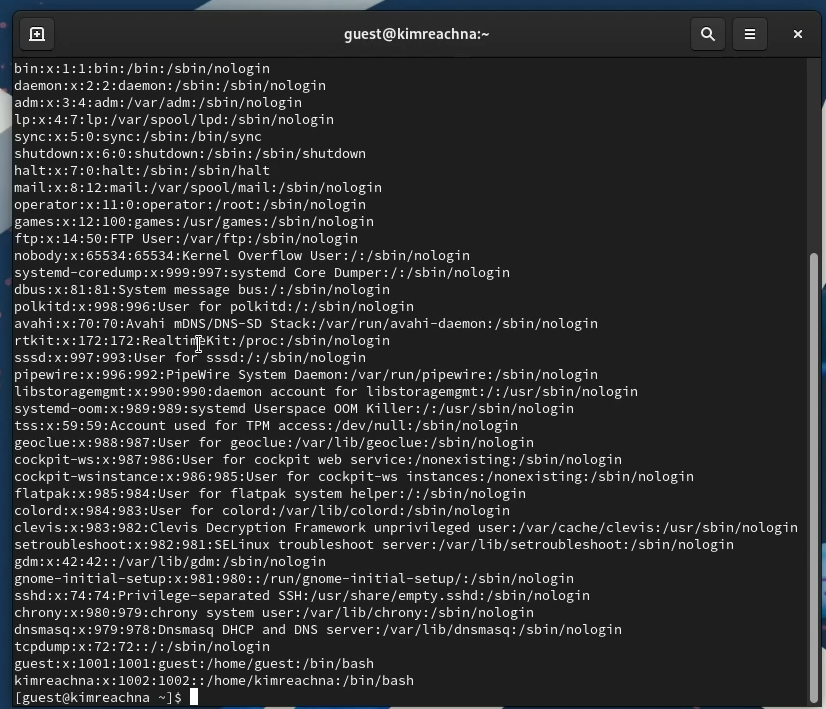 guest@kimreachna:~
bin:x:1:1:bin:/bin:/sbin/nologin
daemon:x:2:2:daemon:/sbin:/sbin/nologin
adm:x:3:4:adm:/var/adm:/sbin/nologin
lp:x:4:7:lp:/var/spool/lpd:/sbin/nologin
sync:x:5:0:sync:/sbin:/bin/sync
shutdown:x:6:0:shutdown:/sbin:/sbin/shutdown
halt:x:7:0:halt:/sbin:/sbin/halt
mail:x:8:12:mail:/var/spool/mail:/sbin/nologin
operator:x:11:0:operator:/root:/sbin/nologin
games:x:12:100:games:/usr/games:/sbin/nologin
ftp:x:14:50:FTP User:/var/ftp:/sbin/nologin
nobody:x:65534:65534:Kernel Overflow User:/:/sbin/nologin
systemd-coredump:x:999:997:systemd Core Dumper:/:/sbin/nologin
dbus:x:81:81:System message bus:/:/sbin/nologin
polkitd:x:998:996:User for polkitd:/:/sbin/nologin
avahi:x:70:70:Avahi mDNS/DNS-SD Stack:/var/run/avahi-daemon:/sbin/nologin
rtkit:x:172:172:RealtimeKit:/proc:/sbin/nologin
sssd:x:997:993:User for sssd:/:/sbin/nologin
pipewire:x:996:992:PipeWire System Daemon:/var/run/pipewire:/sbin/nologin
libstoragemgmt:x:990:990:daemon account for libstoragemgmt:/:/usr/sbin/nologin
systemd-oom:x:989:989:systemd Userspace OOM Killer:/:/usr/sbin/nologin
tss:x:59:59:Account used for TPM access:/dev/null:/sbin/nologin
geoclue:x:988:987:User for geoclue:/var/lib/geoclue:/sbin/nologin
cockpit-ws:x:987:986:User for cockpit web service:/nonexisting:/sbin/nologin
cockpit-wsinstance:x:986:985:User for cockpit-ws instances:/nonexisting:/sbin/nologin
flatpak:x:985:984:User for flatpak system helper:/:/sbin/nologin
colord:x:984:983:User for colord:/var/lib/colord:/sbin/nologin
clevis:x:983:982:Clevis Decryption Framework unprivileged user:/var/cache/clevis:/usr/sbin/nologin
setroubleshoot:x:982:981:SELinux troubleshoot server:/var/lib/setroubleshoot:/sbin/nologin
gdm:x:42:42::/var/lib/gdm:/sbin/nologin
gnome-initial-setup:x:981:980::/run/gnome-initial-setup/:/sbin/nologin
sshd:x:74:74:Privilege-separated SSH:/usr/share/empty.sshd:/sbin/nologin
chrony:x:980:979:chrony system user:/var/lib/chrony:/sbin/nologin
dnsmasq:x:979:978:Dnsmasq DHCP and DNS server:/var/lib/dnsmasq:/sbin/nologin
tcpdump:x:72:72::/:/sbin/nologin
guest:x:1001:1001:guest:/home/guest:/bin/bash
kimreachna:x:1002:1002::/home/kimreachna:/bin/bash
[guest@kimreachna ~]$